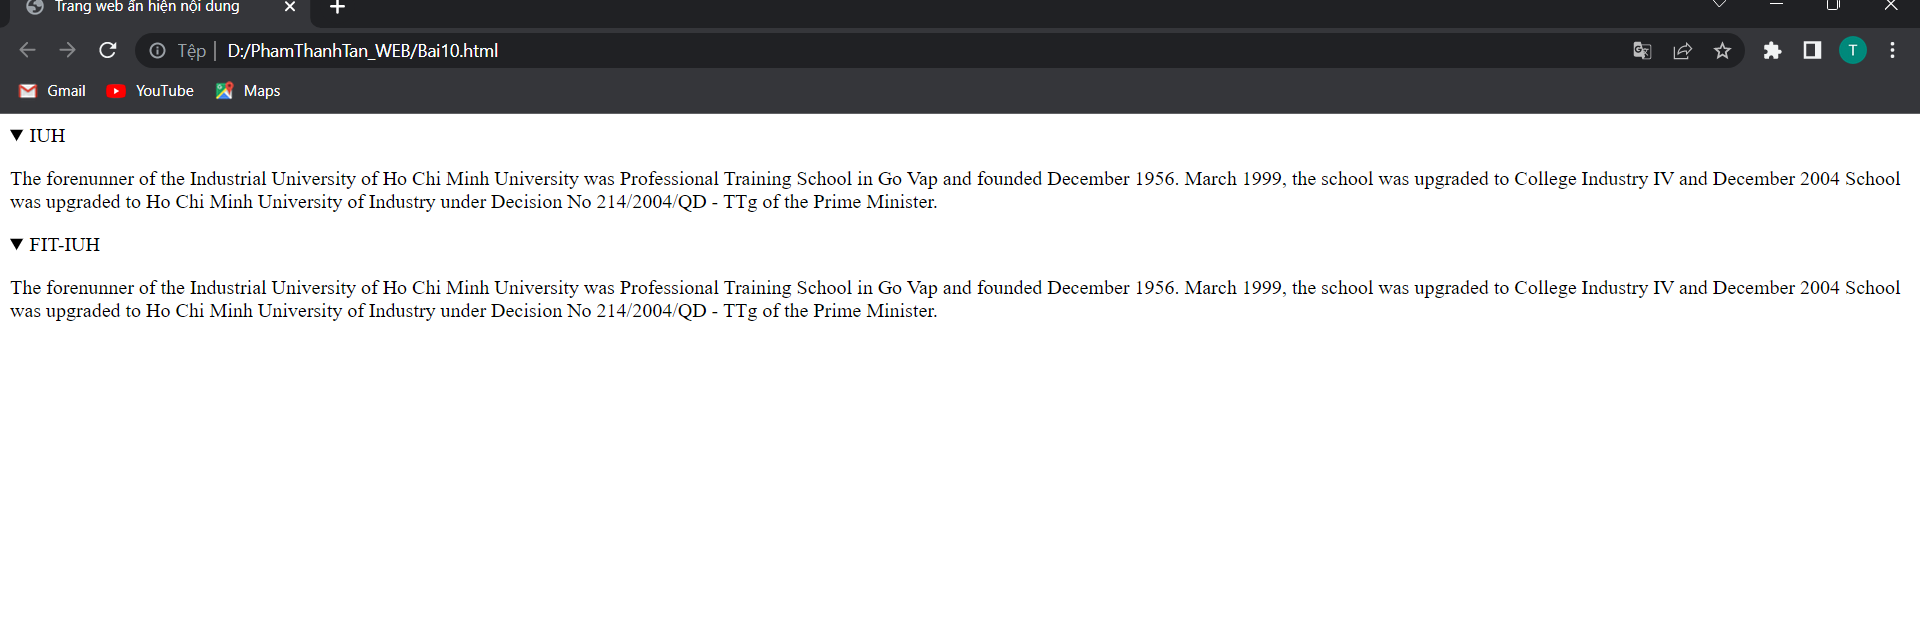 Trang web ẩn hiện nội dung
Tệp | D:/PhamThanhTan_WEB/Bai10.html
T
Gmail YouTube Maps
IUH
The forenunner of the Industrial University of Ho Chi Minh University was Professional Training School in Go Vap and founded December 1956. March 1999, the school was upgraded to College Industry IV and December 2004 School
was upgraded to Ho Chi Minh University of Industry under Decision No 214/2004/QD - TTg of the Prime Minister.
FIT-IUH
The forenunner of the Industrial University of Ho Chi Minh University was Professional Training School in Go Vap and founded December 1956. March 1999, the school was upgraded to College Industry IV and December 2004 School
was upgraded to Ho Chi Minh University of Industry under Decision No 214/2004/QD - TTg of the Prime Minister.